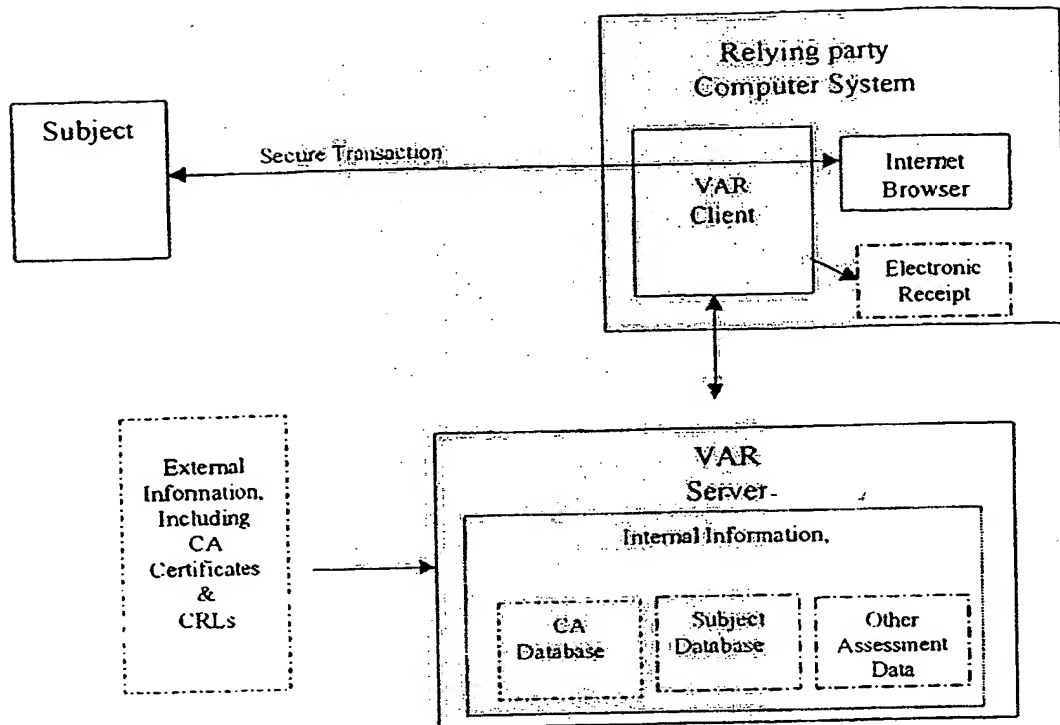 Relying party
Computer System
Subject
Secure Transaction
VAR
Client
Internet
Browser
Electronic
Receipt
External
Information,
Including
CA
Certificates
&
CRLs
VAR
Server
Internal Information,
CA
Database
Subject
Database
Other
Assessment
Data